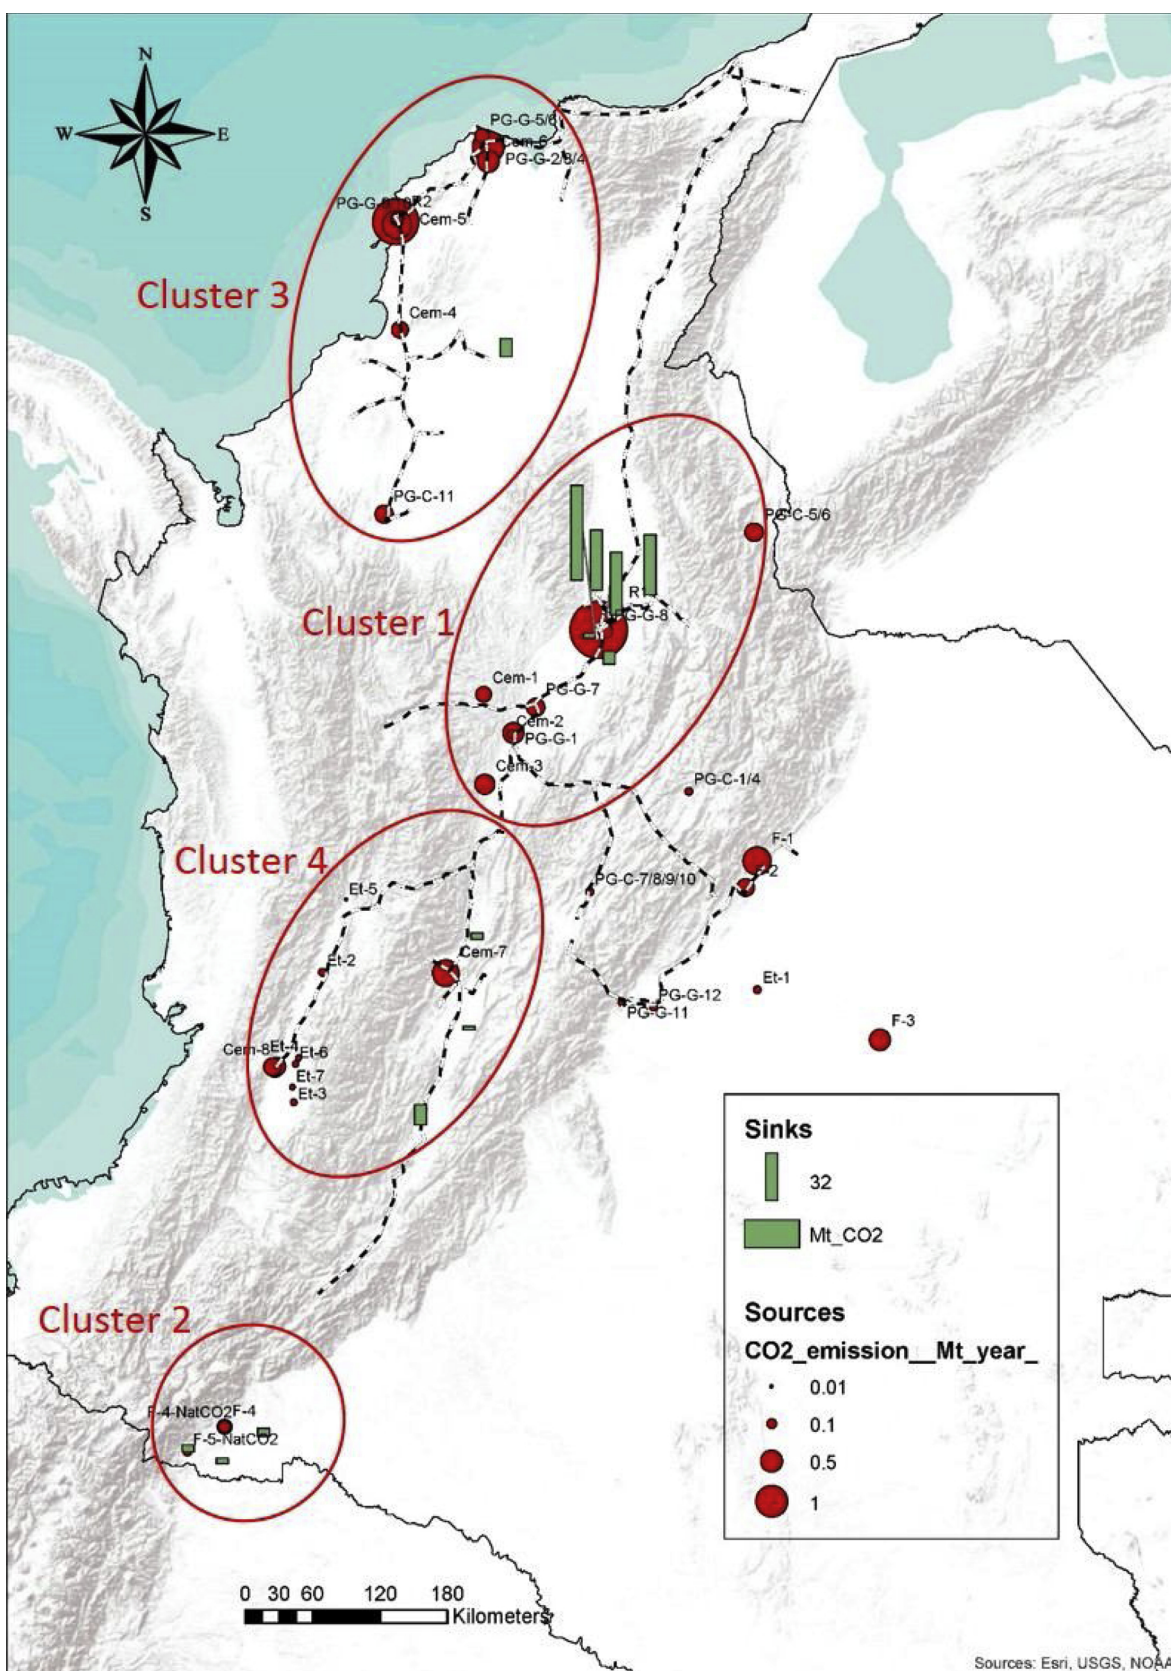 N
W E
S
PG-G-5/6
Cem-6
PG-G-2/3/4
Cem-5
Cluster 3
Cem-4
PG-C-11
PG-C-5/6
R1
Cluster 1
PG-G-8
Cem-1
PG-G-7
Cem-2
PG-G-1
Cem-3
PG-C-1/4
Cluster 4
F-1
Et-5
PG-C-7/8/9/10
Cem-7
Et-2
Et-1
PG-G-12
PG-G-11
F-3
Cem-8
Et-4
Et-6
Et-7
Et-3
Sinks
32
Mt_CO2
Sources
CO2_emission__Mt_year_
0.01
0.1
0.5
1
Cluster 2
F-4-NatCO2
F-4
F-5-NatCO2
0 30 60 120 180
Kilometers
Sources: Esri, USGS, NOAA